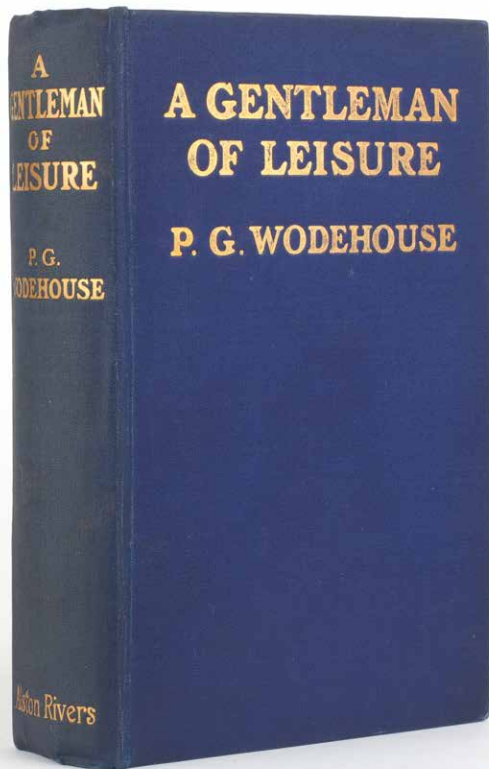 A
GENTLEMAN
OF
LEISURE
P. G.
WODEHOUSE
Alston Rivers
A GENTLEMAN
OF LEISURE
P. G. WODEHOUSE